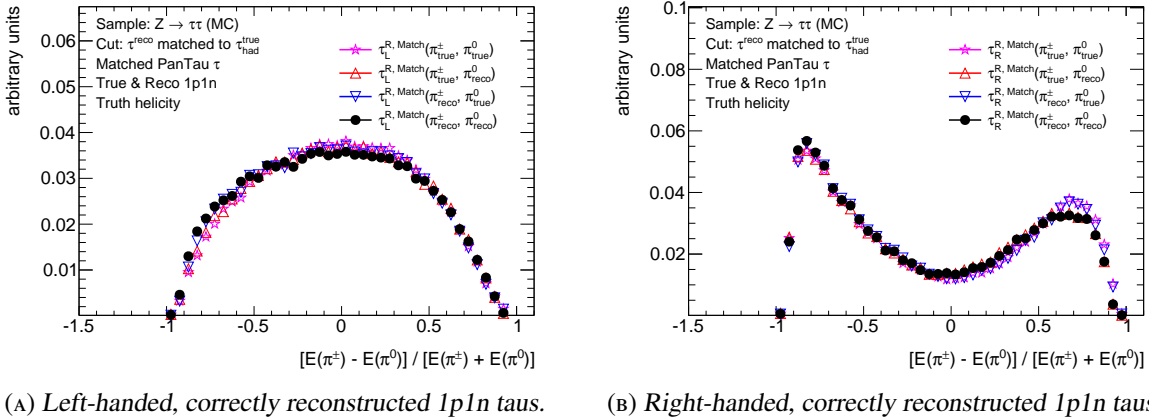 arbitrary units
0.06
0.05
0.04
0.03
0.02
0.01
Sample: Z → ττ (MC)
Cut: τ^reco matched to τ^true_had
Matched PanTau τ
True & Reco 1p1n
Truth helicity
τ_L^R, Match(π^±_true, π^0_true)
τ_L^R, Match(π^±_true, π^0_reco)
τ_L^R, Match(π^±_reco, π^0_true)
τ_L^R, Match(π^±_reco, π^0_reco)
-1.5 -1 -0.5 0 0.5 1
[E(π^±) - E(π^0)] / [E(π^±) + E(π^0)]
(A) Left-handed, correctly reconstructed 1p1n taus.
arbitrary units
0.1
0.08
0.06
0.04
0.02
Sample: Z → ττ (MC)
Cut: τ^reco matched to τ^true_had
Matched PanTau τ
True & Reco 1p1n
Truth helicity
τ_R^R, Match(π^±_true, π^0_true)
τ_R^R, Match(π^±_true, π^0_reco)
τ_R^R, Match(π^±_reco, π^0_true)
τ_R^R, Match(π^±_reco, π^0_reco)
-1.5 -1 -0.5 0 0.5 1
[E(π^±) - E(π^0)] / [E(π^±) + E(π^0)]
(B) Right-handed, correctly reconstructed 1p1n taus